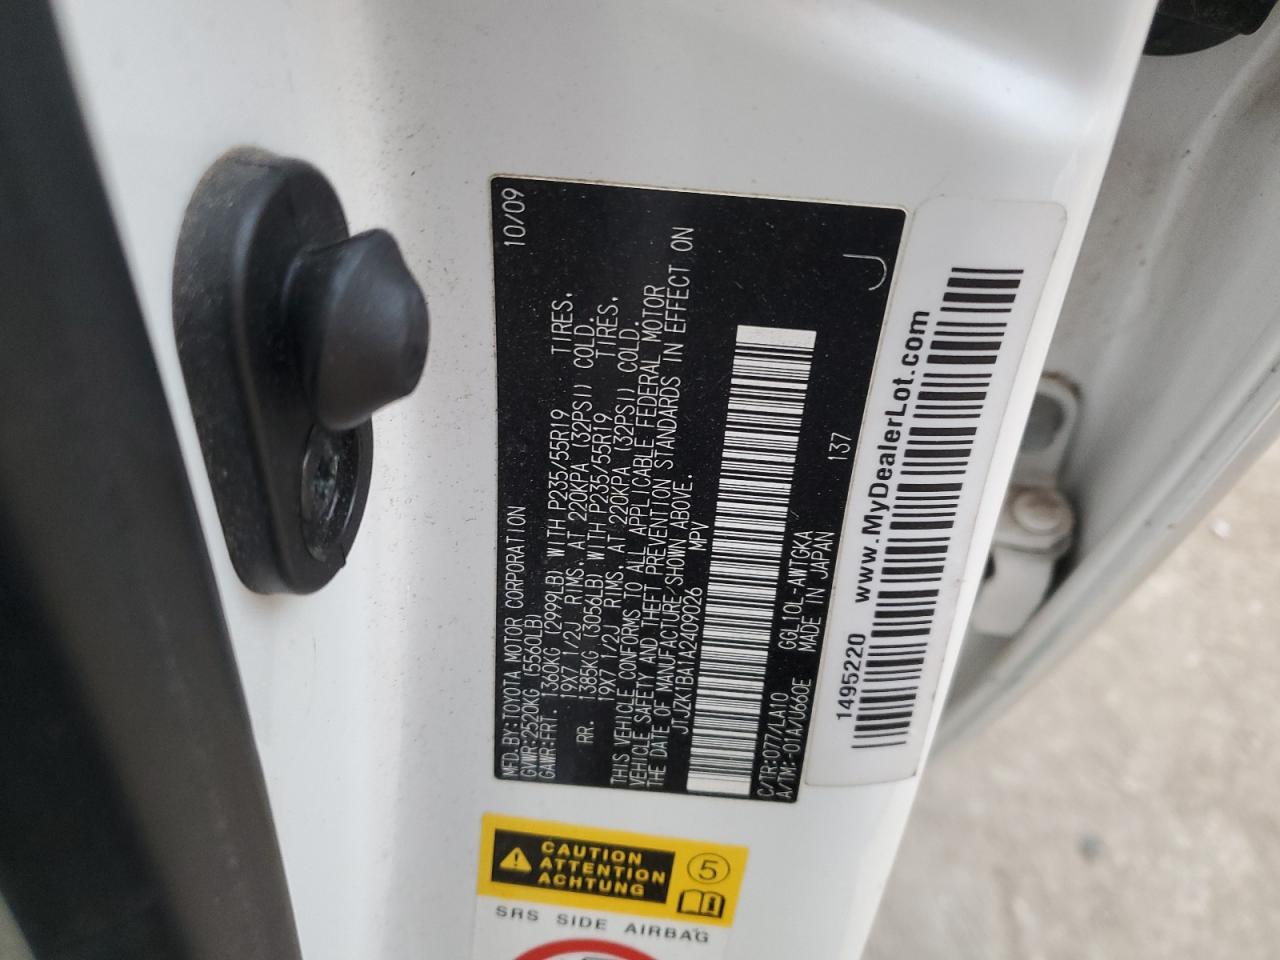 MFD.BY:TOYOTA MOTOR CORPORATION 10/09
GVWR:2520KG (5560LB)
GAWR:FRT. 1360KG (2999LB) WITH P235/55R19 TIRES,
19X7 1/2J RIMS, AT 220KPA (32PSI) COLD.
RR. 1385KG (3056LB) WITH P235/55R19 TIRES,
19X7 1/2J RIMS, AT 220KPA (32PSI) COLD.
THIS VEHICLE CONFORMS TO ALL APPLICABLE FEDERAL MOTOR
VEHICLE SAFETY AND THEFT PREVENTION STANDARDS IN EFFECT ON
THE DATE OF MANUFACTURE SHOWN ABOVE.
JTJZK1BA1A2409026 MPV
C/TR:077/LA10 GGL10L-AWTGKA 137
A/TM:-01A/U660E MADE IN JAPAN
J
1495220 www.MyDealerLot.com
CAUTION
ATTENTION
ACHTUNG
5
SRS SIDE AIRBAG